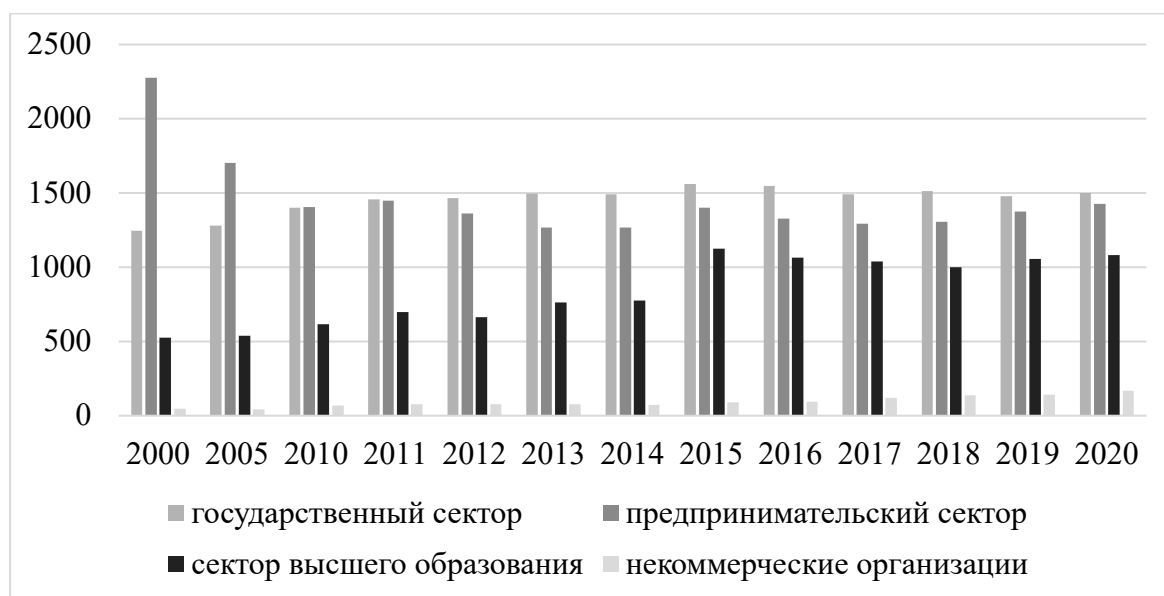 2500
2000
1500
1000
500
0
2000 2005 2010 2011 2012 2013 2014 2015 2016 2017 2018 2019 2020
государственный сектор предпринимательский сектор
сектор высшего образования некоммерческие организации